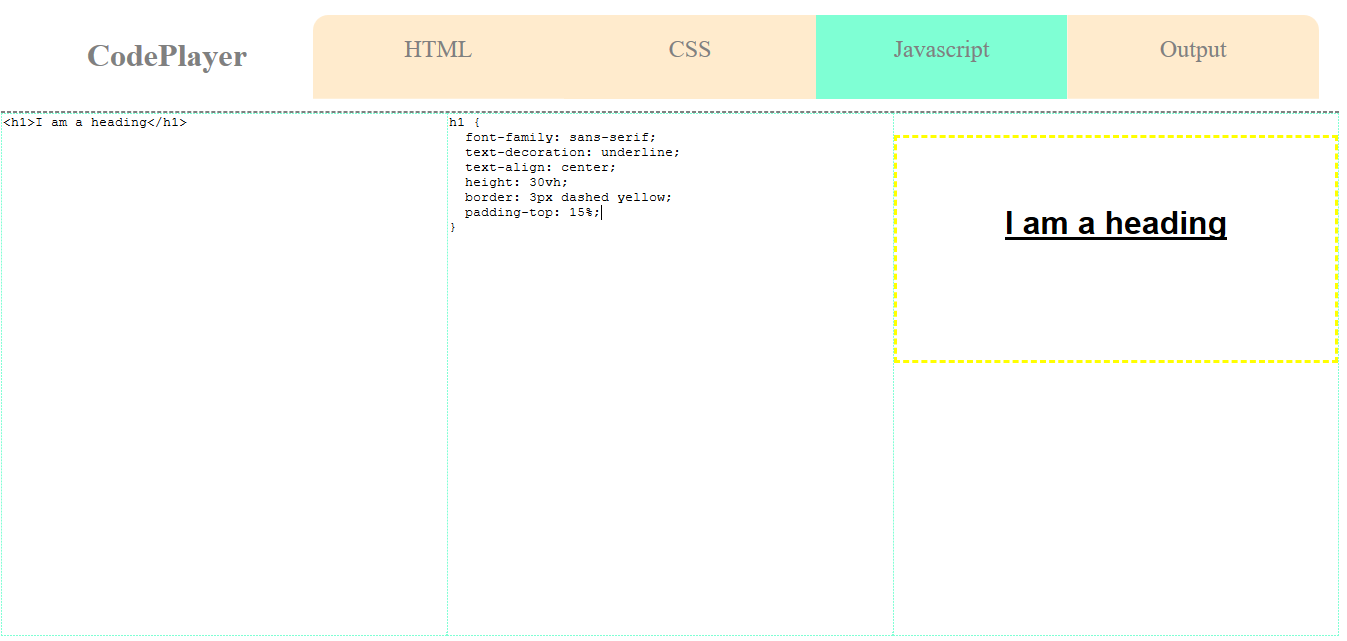 CodePlayer
HTML
CSS
Javascript
Output
<h1>I am a heading</h1>
h1 {
  font-family: sans-serif;
  text-decoration: underline;
  text-align: center;
  height: 30vh;
  border: 3px dashed yellow;
  padding-top: 15%;
}
I am a heading